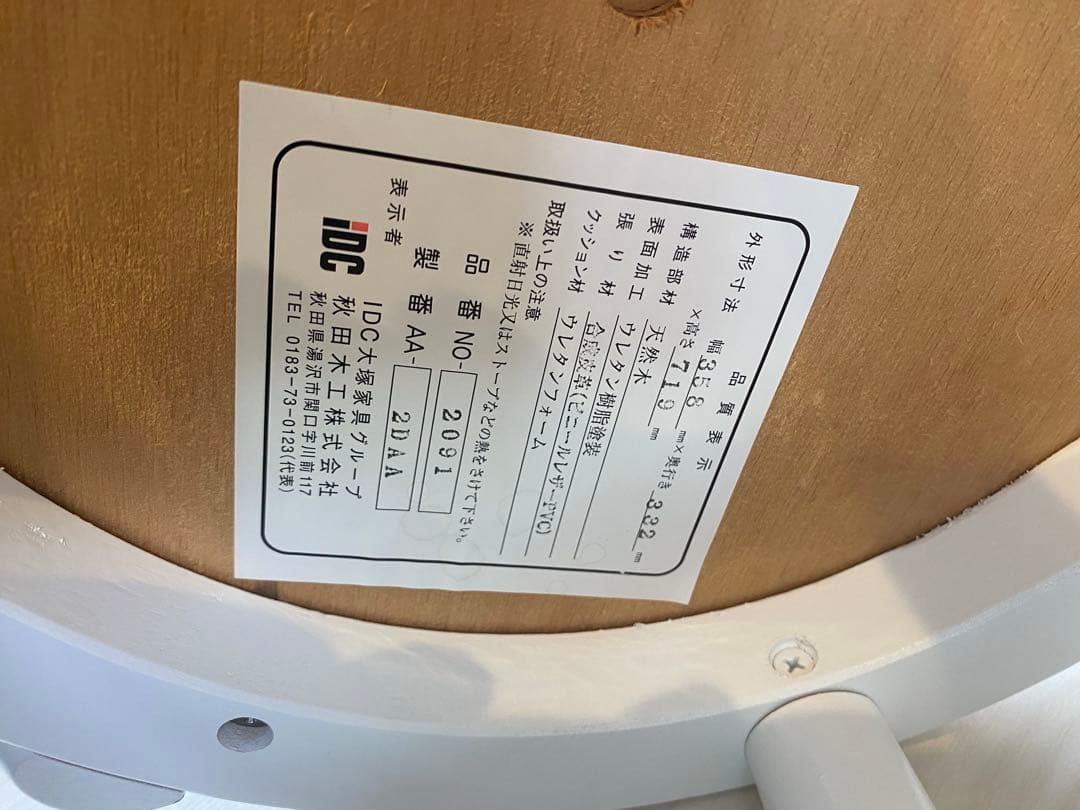 品質表示
外形寸法 幅358mm×奥行き332mm
×高さ719mm
構造部材 天然木
表面加工 ウレタン樹脂塗装
張り材 合成皮革(ビニールレザーPVC)
クッション材 ウレタンフォーム
取扱い上の注意
※直射日光又はストーブなどの熱をさけて下さい。
品番 NO- 2091
製番 AA- 2DAA
表示者
iDC
IDC大塚家具グループ
秋田木工株式会社
秋田県湯沢市関口字川前117
TEL 0183-73-0123(代表)